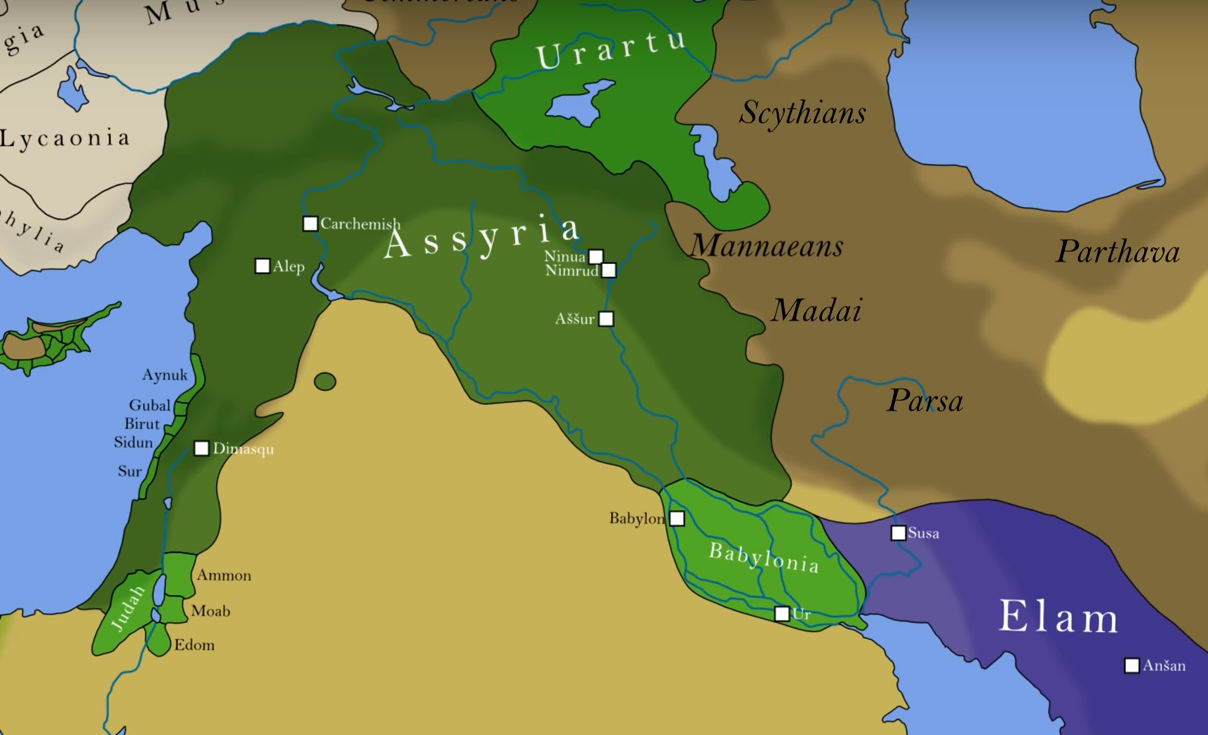 Urartu
Scythians
Lycaonia
Carchemish
Assyria
Mannaeans
Parthava
Ninua
Nimrud
Alep
Madai
Aššur
Aynuk
Parsa
Gubal
Birut
Sidun
Dimasqu
Sur
Babylon
Susa
Babylonia
Ammon
Judah
Moab
Ur
Elam
Edom
Anšan